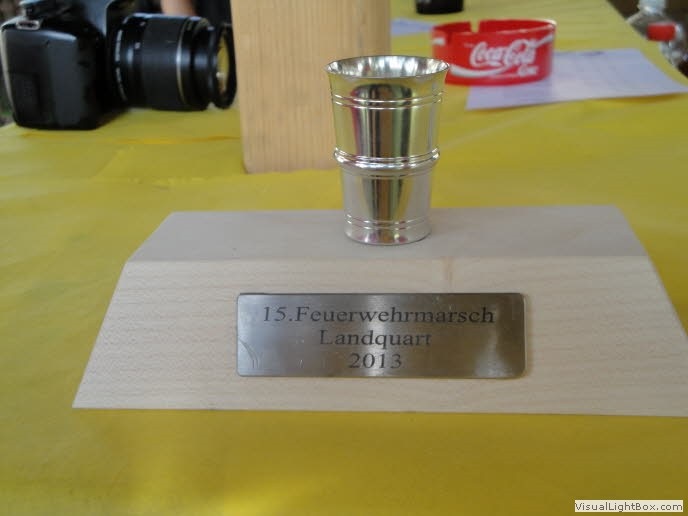 Coca-Cola
15.Feuerwehrmarsch
Landquart
2013
VisualLightBox.com